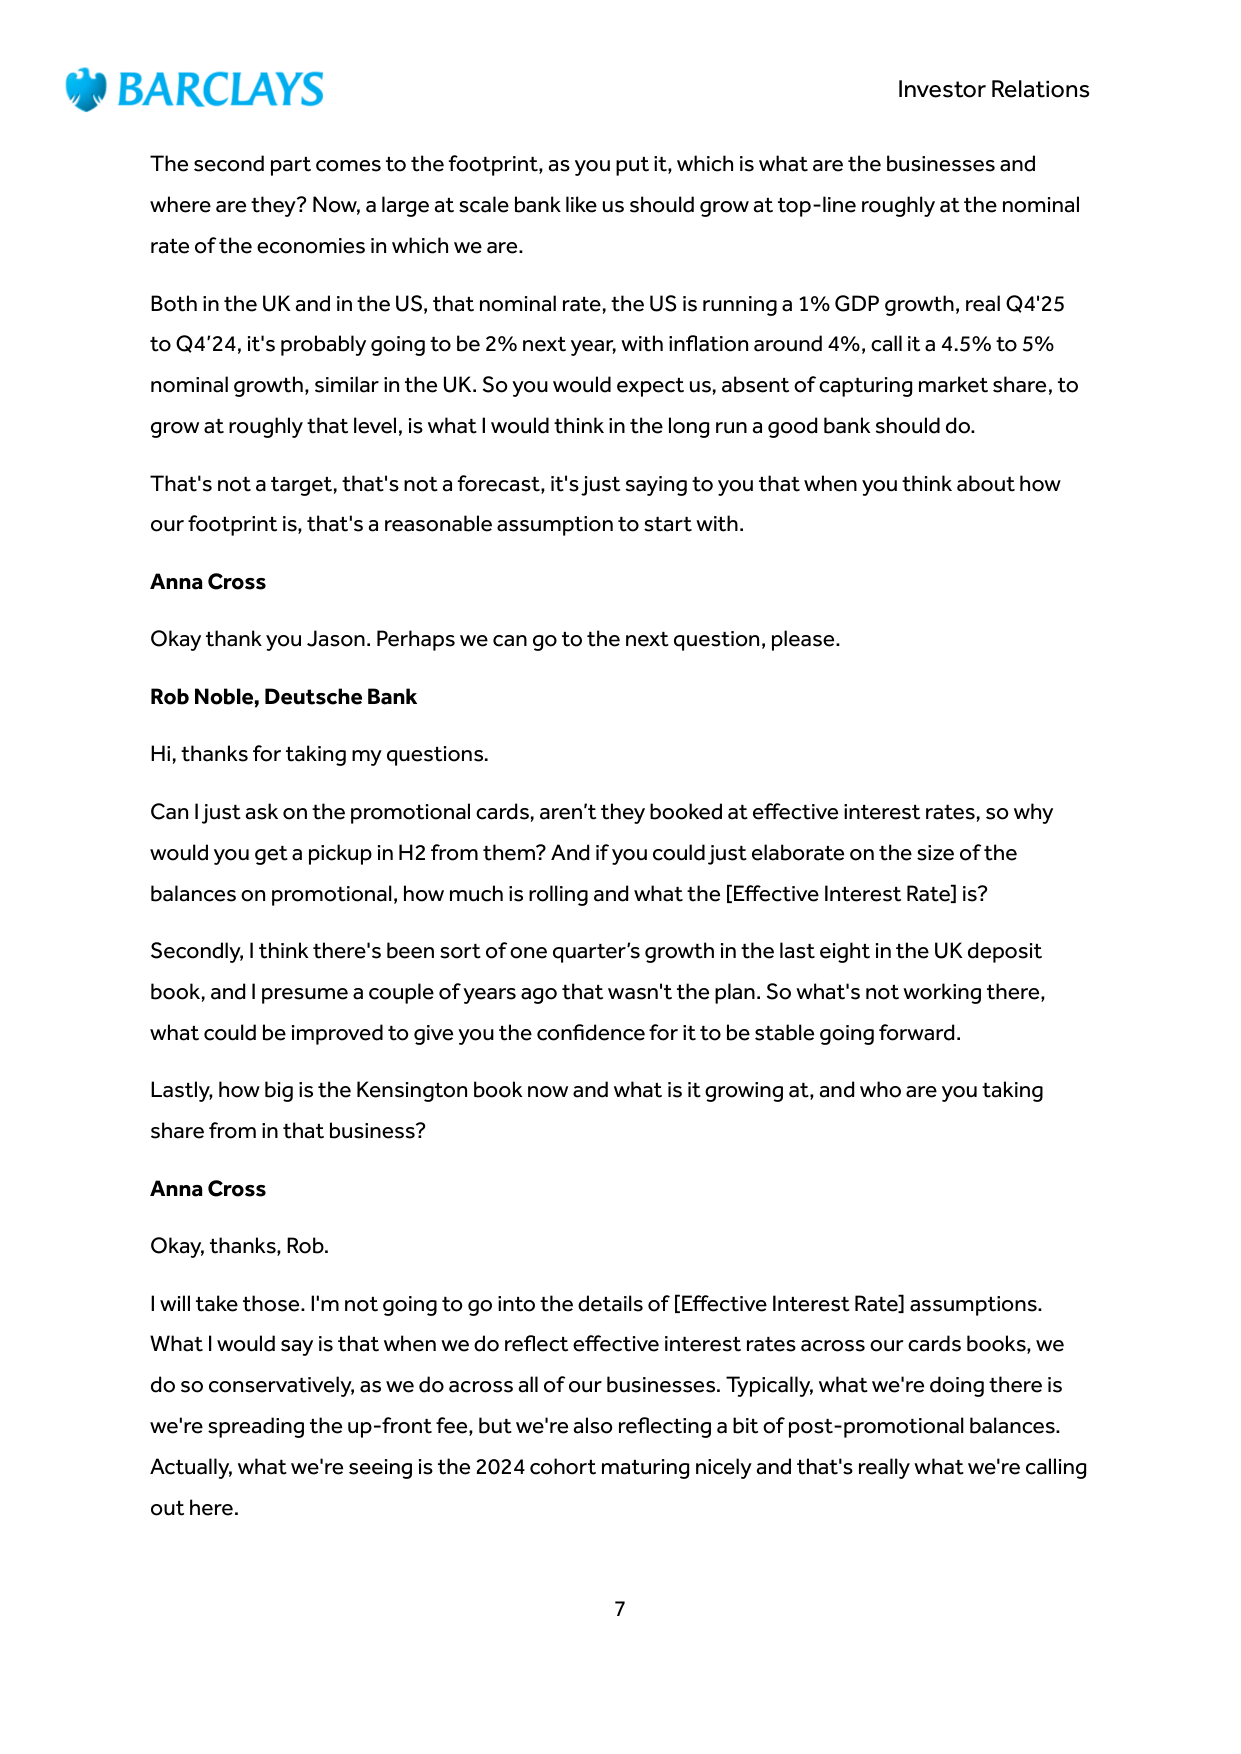 BARCLAYS
Investor Relations
The second part comes to the footprint, as you put it, which is what are the businesses and
where are they? Now, a large at scale bank like us should grow at top-line roughly at the nominal
rate of the economies in which we are.
Both in the UK and in the US, that nominal rate, the US is running a 1% GDP growth, real Q4'25
to Q4’24, it's probably going to be 2% next year, with inflation around 4%, call it a 4.5% to 5%
nominal growth, similar in the UK. So you would expect us, absent of capturing market share, to
grow at roughly that level, is what I would think in the long run a good bank should do.
That's not a target, that's not a forecast, it's just saying to you that when you think about how
our footprint is, that's a reasonable assumption to start with.
Anna Cross
Okay thank you Jason. Perhaps we can go to the next question, please.
Rob Noble, Deutsche Bank
Hi, thanks for taking my questions.
Can I just ask on the promotional cards, aren’t they booked at effective interest rates, so why
would you get a pickup in H2 from them? And if you could just elaborate on the size of the
balances on promotional, how much is rolling and what the [Effective Interest Rate] is?
Secondly, I think there's been sort of one quarter’s growth in the last eight in the UK deposit
book, and I presume a couple of years ago that wasn't the plan. So what's not working there,
what could be improved to give you the confidence for it to be stable going forward.
Lastly, how big is the Kensington book now and what is it growing at, and who are you taking
share from in that business?
Anna Cross
Okay, thanks, Rob.
I will take those. I'm not going to go into the details of [Effective Interest Rate] assumptions.
What I would say is that when we do reflect effective interest rates across our cards books, we
do so conservatively, as we do across all of our businesses. Typically, what we're doing there is
we're spreading the up-front fee, but we're also reflecting a bit of post-promotional balances.
Actually, what we're seeing is the 2024 cohort maturing nicely and that's really what we're calling
out here.
7